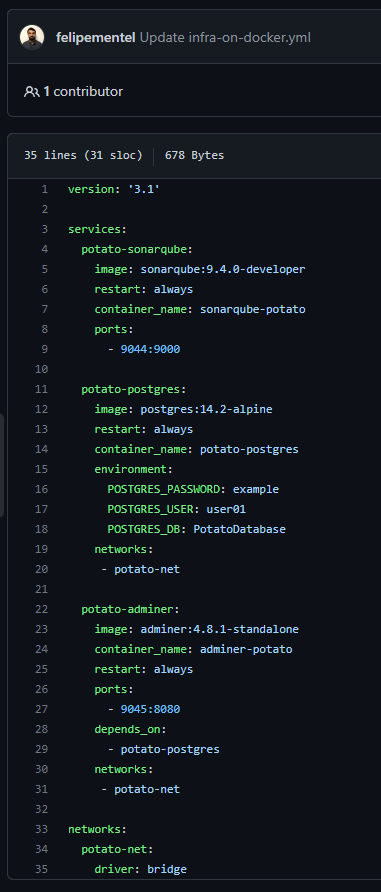 felipementel Update infra-on-docker.yml
1 contributor
35 lines (31 sloc) 678 Bytes
1 version: '3.1'
2
3 services:
4   potato-sonarqube:
5     image: sonarqube:9.4.0-developer
6     restart: always
7     container_name: sonarqube-potato
8     ports:
9       - 9044:9000
10
11   potato-postgres:
12     image: postgres:14.2-alpine
13     restart: always
14     container_name: potato-postgres
15     environment:
16       POSTGRES_PASSWORD: example
17       POSTGRES_USER: user01
18       POSTGRES_DB: PotatoDatabase
19     networks:
20      - potato-net
21
22   potato-adminer:
23     image: adminer:4.8.1-standalone
24     container_name: adminer-potato
25     restart: always
26     ports:
27       - 9045:8080
28     depends_on:
29       - potato-postgres
30     networks:
31      - potato-net
32
33 networks:
34   potato-net:
35     driver: bridge